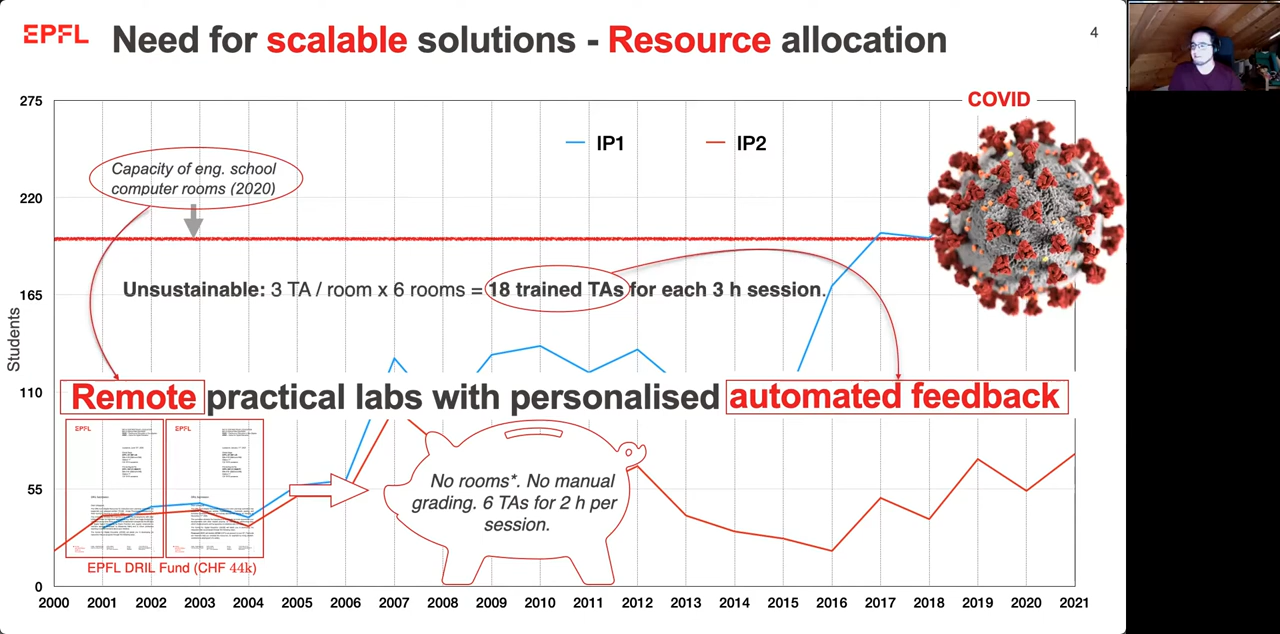 EPFL
Need for scalable solutions - Resource allocation
4
COVID
275
220
165
110
55
0
Students
IP1
IP2
Capacity of eng. school
computer rooms (2020)
Unsustainable: 3 TA / room x 6 rooms = 18 trained TAs for each 3 h session.
Remote practical labs with personalised automated feedback
EPFL
EPFL
No rooms*. No manual
grading. 6 TAs for 2 h per
session.
EPFL DRIL Fund (CHF 44k)
2000 2001 2002 2003 2004 2005 2006 2007 2008 2009 2010 2011 2012 2013 2014 2015 2016 2017 2018 2019 2020 2021